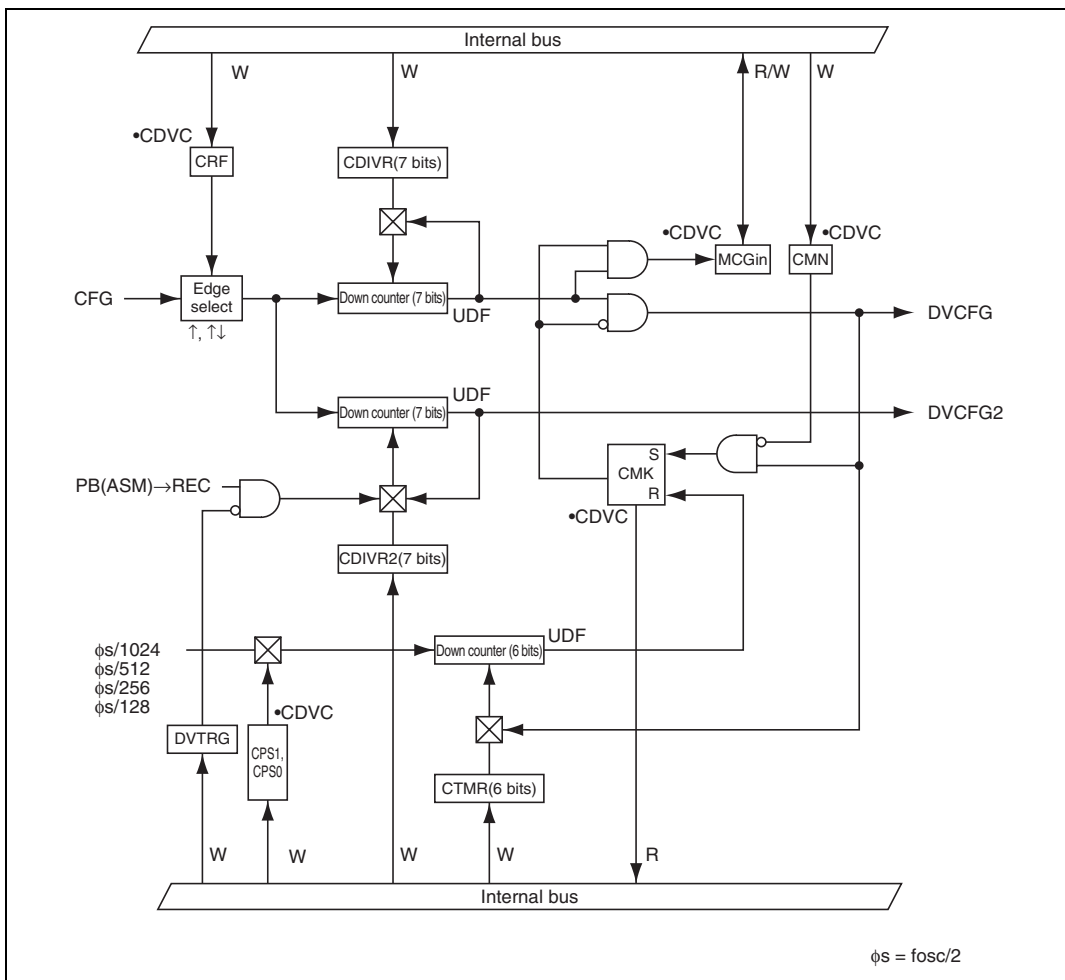 Internal bus
W
W
R/W
W
•CDVC
CRF
CDIVR(7 bits)
•CDVC
MCGin
•CDVC
CMN
CFG
Edge
select
↑, ↑↓
Down counter (7 bits)
UDF
DVCFG
Down counter (7 bits)
UDF
DVCFG2
S
CMK
R
•CDVC
PB(ASM)→REC
CDIVR2(7 bits)
ϕs/1024
ϕs/512
ϕs/256
ϕs/128
Down counter (6 bits)
UDF
•CDVC
DVTRG
CPS1,
CPS0
CTMR(6 bits)
W
W
W
W
R
Internal bus
ϕs = fosc/2